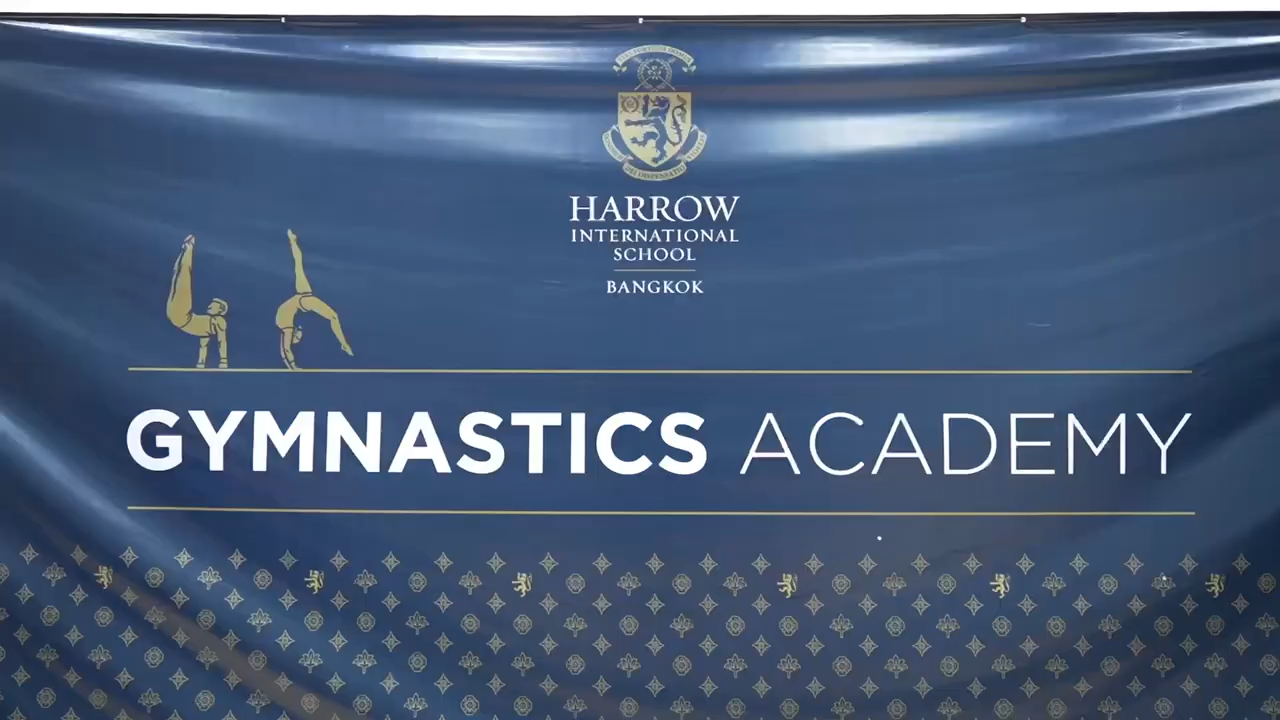 HARROW
INTERNATIONAL
SCHOOL
BANGKOK
GYMNASTICS ACADEMY